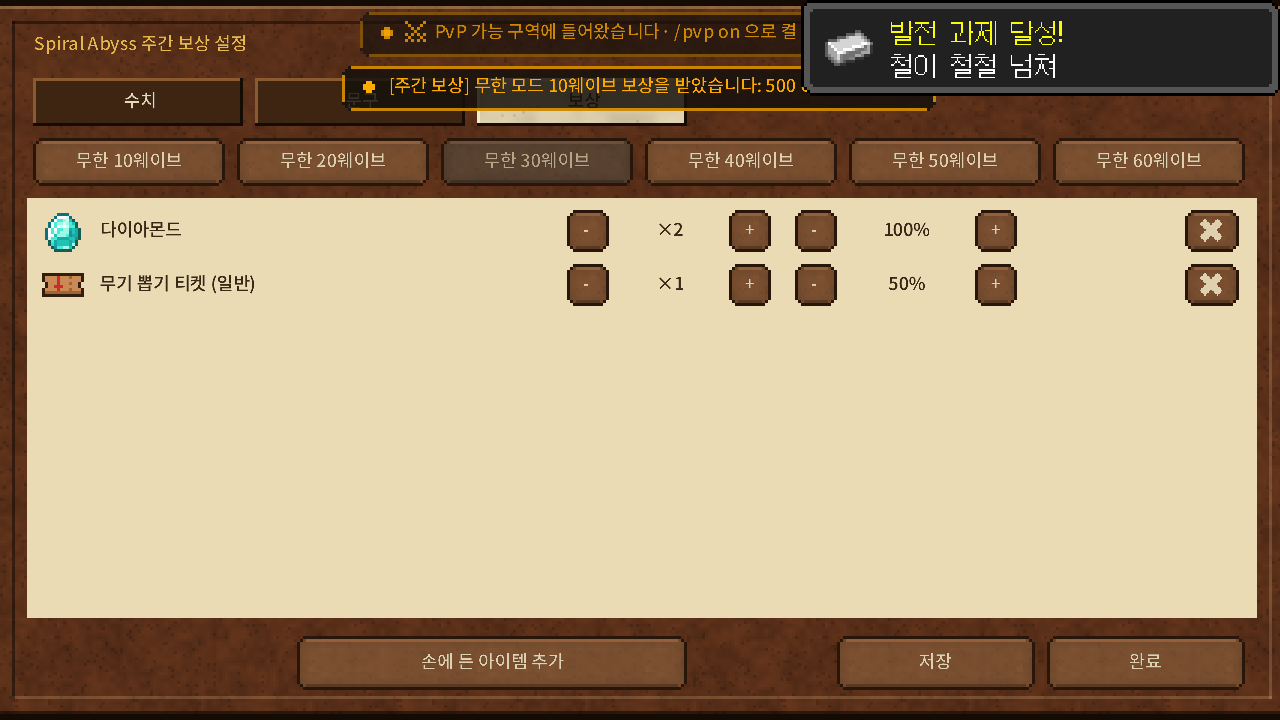 Spiral Abyss 주간 보상 설정
PvP 가능 구역에 들어왔습니다 · /pvp on 으로 켤
발전 과제 달성!
철이 철철 넘쳐
[주간 보상] 무한 모드 10웨이브 보상을 받았습니다: 500
수치
문구
보상
무한 10웨이브
무한 20웨이브
무한 30웨이브
무한 40웨이브
무한 50웨이브
무한 60웨이브
다이아몬드 - ×2 + - 100% +
무기 뽑기 티켓 (일반) - ×1 + - 50% +
손에 든 아이템 추가
저장
완료